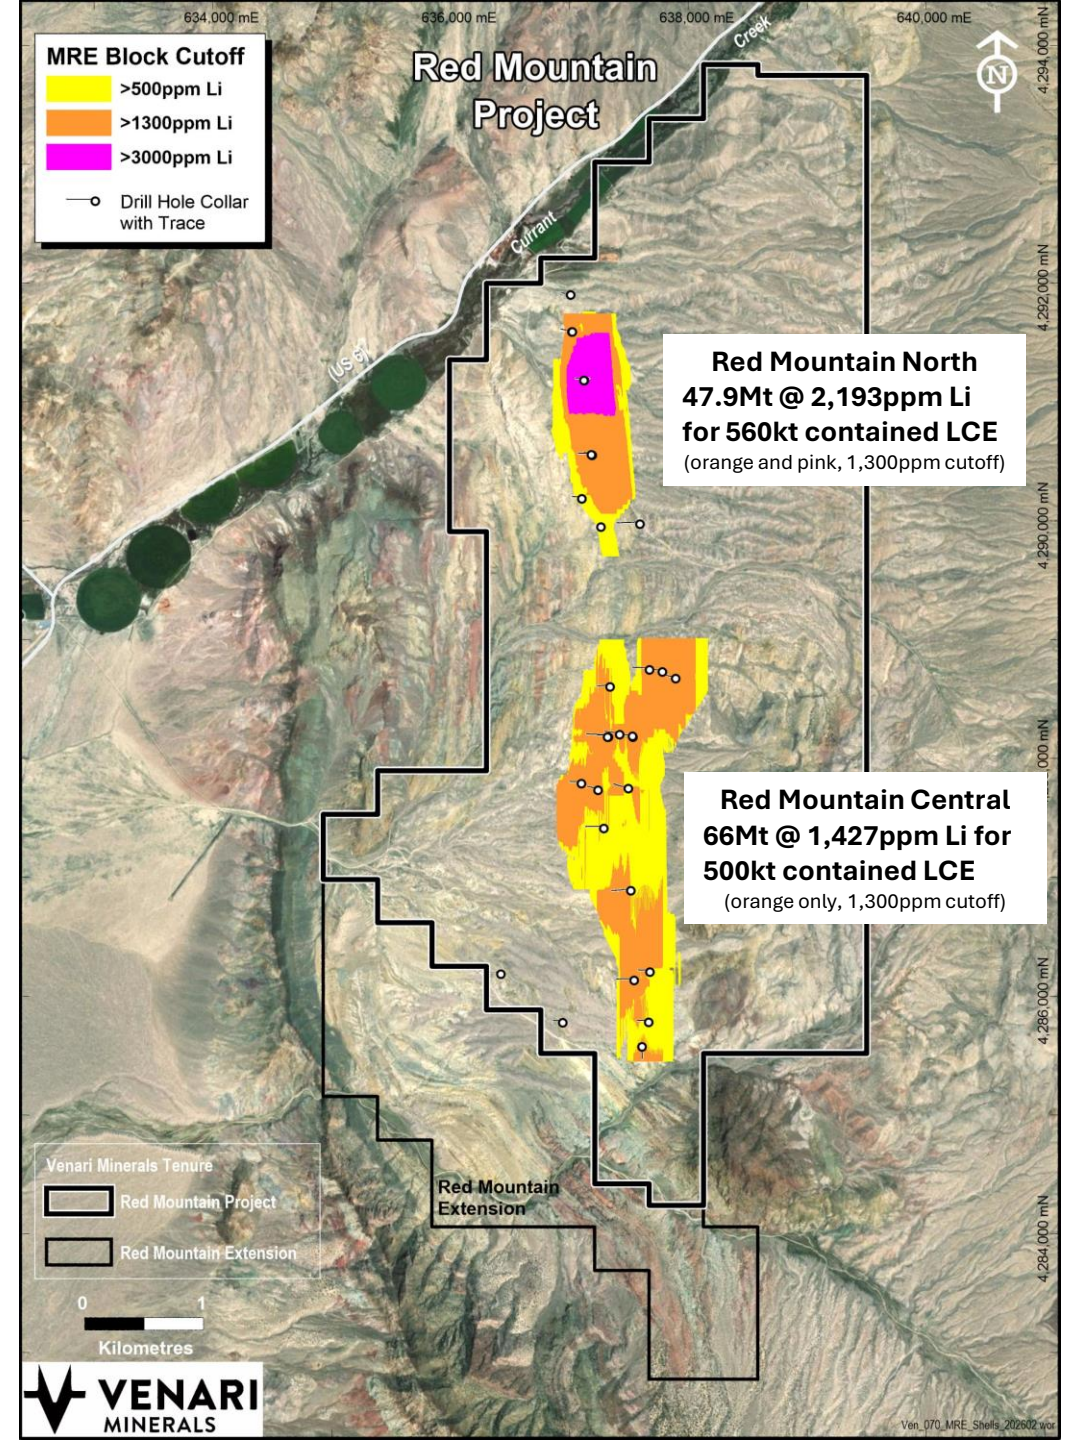 634,000 mE
636,000 mE
638,000 mE
640,000 mE
MRE Block Cutoff
>500ppm Li
>1300ppm Li
>3000ppm Li
Drill Hole Collar
with Trace
Red Mountain
Project
Creek
N
4,294,000 mN
Currant
4,292,000 mN
(US 6)
Red Mountain North
47.9Mt @ 2,193ppm Li
for 560kt contained LCE
(orange and pink, 1,300ppm cutoff)
4,290,000 mN
,000 mN
Red Mountain Central
66Mt @ 1,427ppm Li for
500kt contained LCE
(orange only, 1,300ppm cutoff)
4,286,000 mN
Venari Minerals Tenure
Red Mountain Project
Red Mountain Extension
Red Mountain
Extension
4,284,000 mN
0 1
Kilometres
VENARI
MINERALS
Ven_070_MRE_Shells_202602.wor